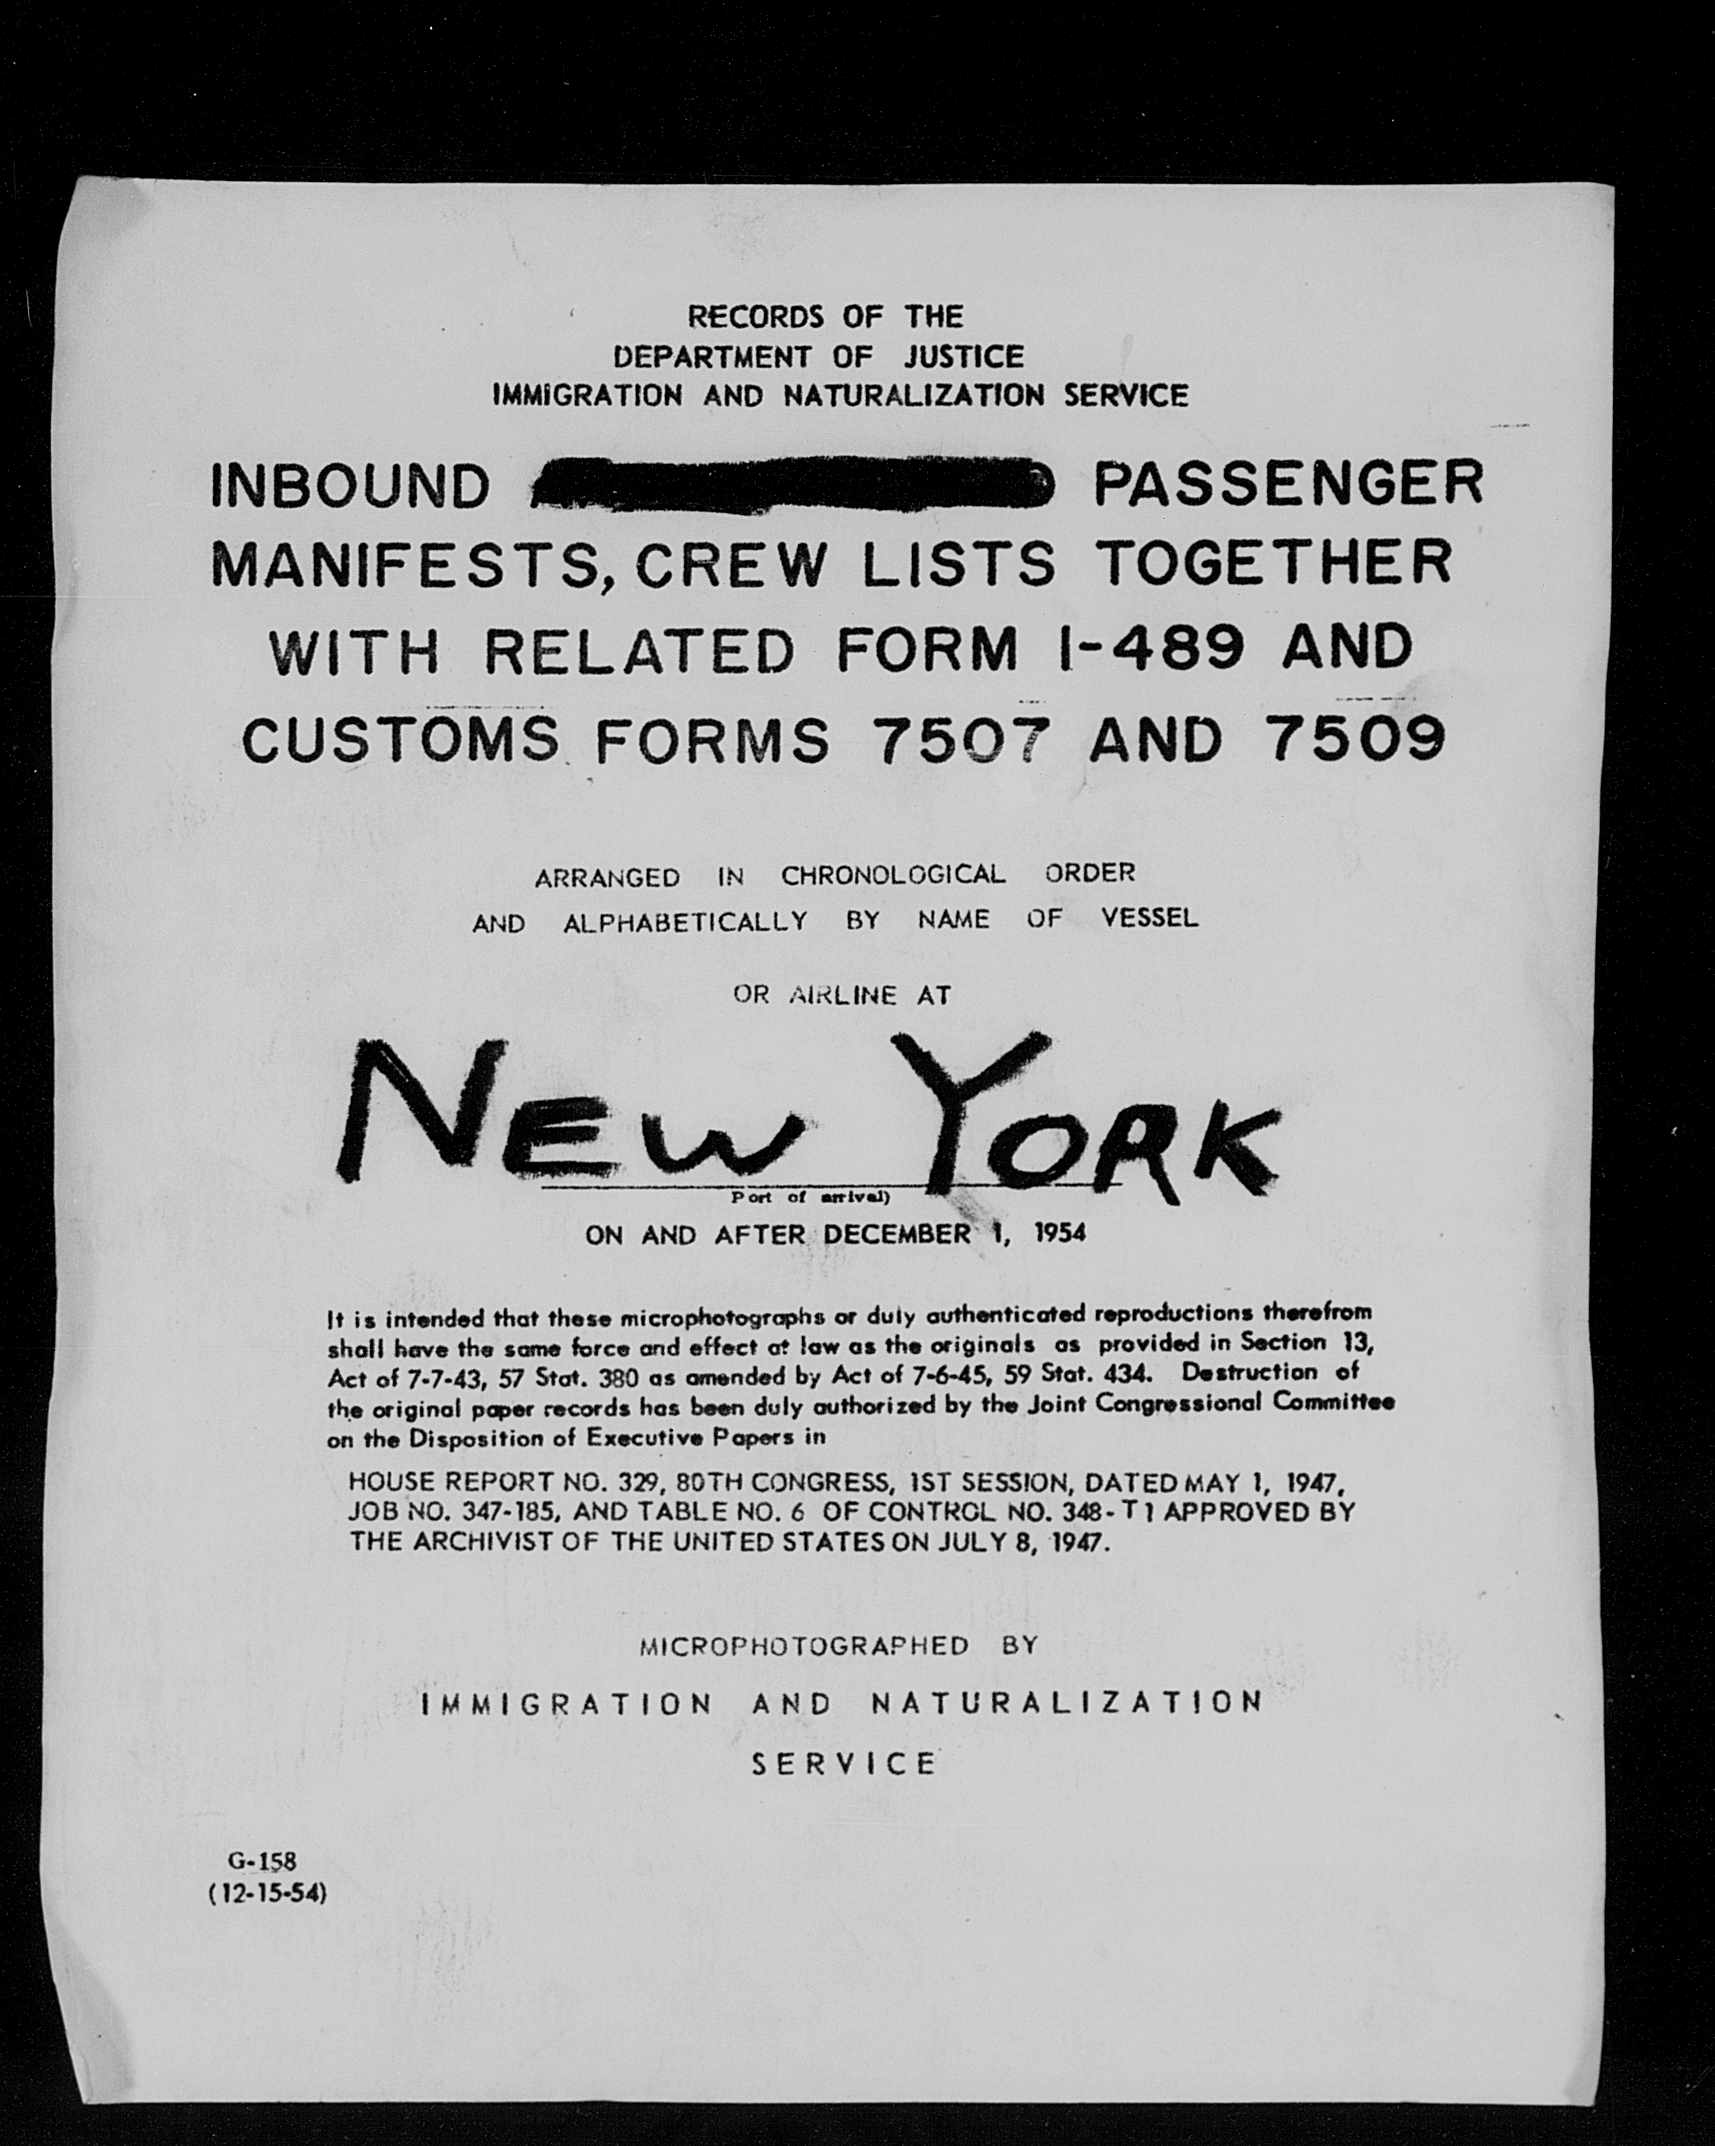 RECORDS OF THE
DEPARTMENT OF JUSTICE
IMMIGRATION AND NATURALIZATION SERVICE
INBOUND PASSENGER
MANIFESTS, CREW LISTS TOGETHER
WITH RELATED FORM I-489 AND
CUSTOMS FORMS 7507 AND 7509
ARRANGED IN CHRONOLOGICAL ORDER
AND ALPHABETICALLY BY NAME OF VESSEL
OR AIRLINE AT
NEW YORK
Port of arrival)
ON AND AFTER DECEMBER 1, 1954
It is intended that these microphotographs or duly authenticated reproductions therefrom
shall have the same force and effect at law as the originals as provided in Section 13,
Act of 7-7-43, 57 Stat. 380 as amended by Act of 7-6-45, 59 Stat. 434. Destruction of
the original paper records has been duly authorized by the Joint Congressional Committee
on the Disposition of Executive Papers in
HOUSE REPORT NO. 329, 80TH CONGRESS, 1ST SESSION, DATED MAY 1, 1947,
JOB NO. 347-185, AND TABLE NO. 6 OF CONTROL NO. 348-T1 APPROVED BY
THE ARCHIVIST OF THE UNITED STATES ON JULY 8, 1947.
MICROPHOTOGRAPHED BY
IMMIGRATION AND NATURALIZATION
SERVICE
G-158
(12-15-54)